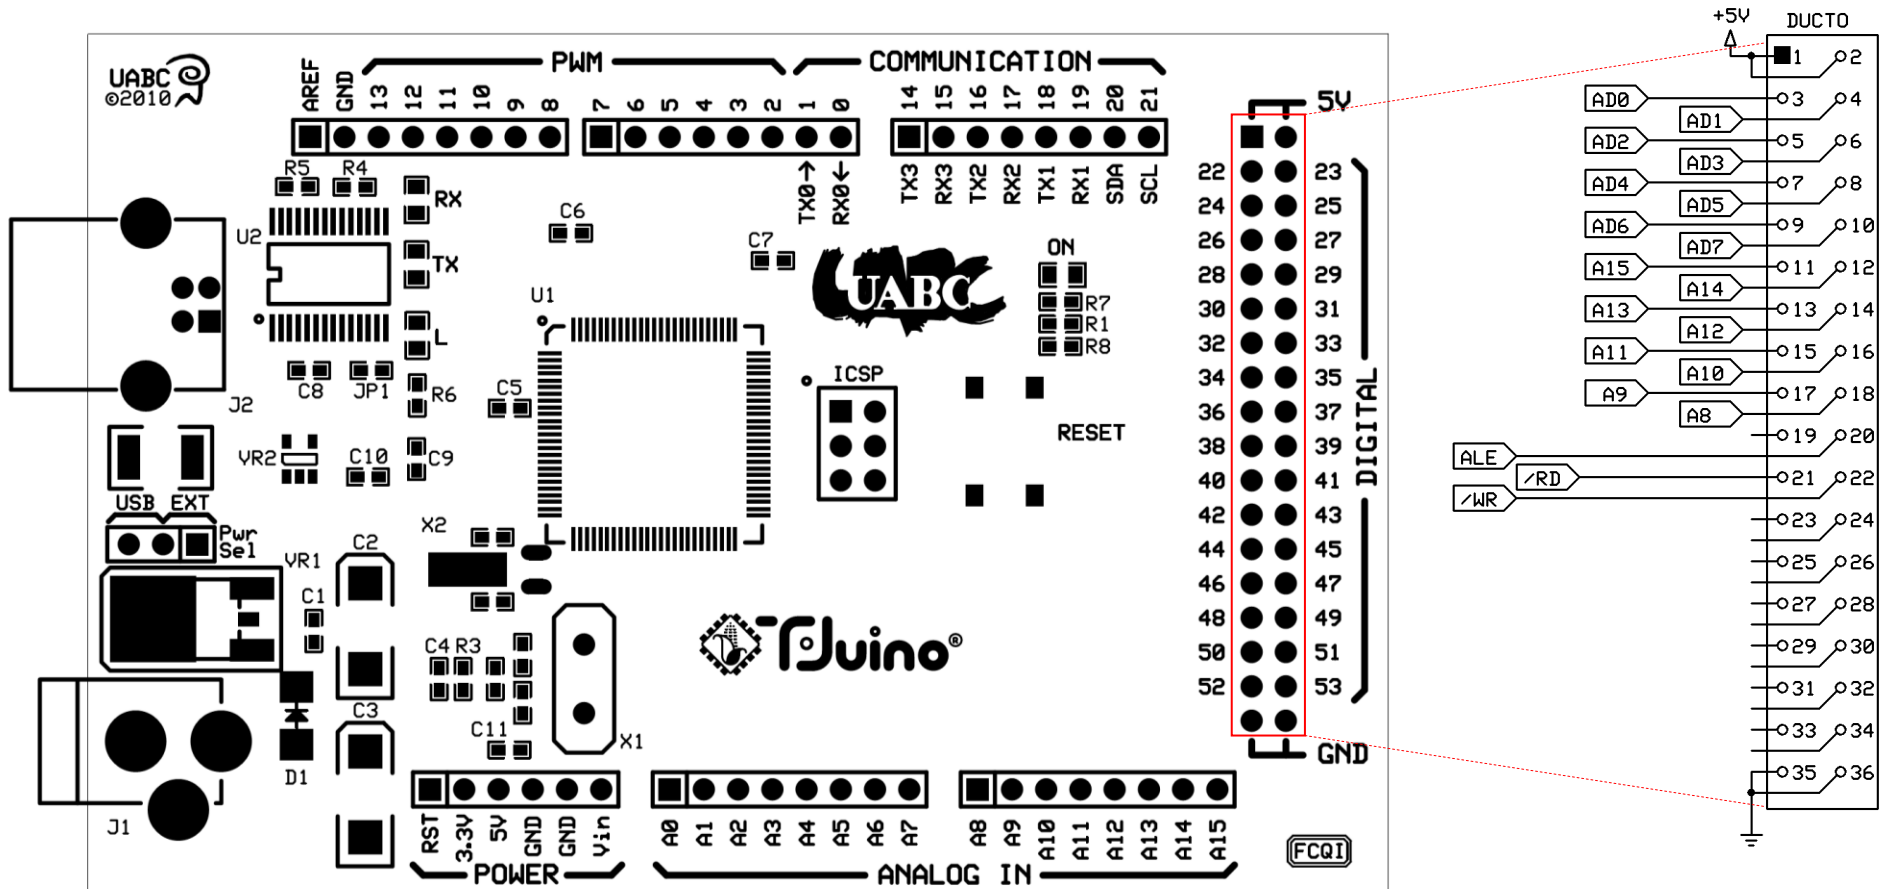 UABC
©2010
PWM
COMMUNICATION
AREF GND 13 12 11 10 9 8
7 6 5 4 3 2 1 0
14 15 16 17 18 19 20 21
5V
TX0→ RX0←
TX3 RX3 TX2 RX2 TX1 RX1 SDA SCL
R5 R4
RX
U2
TX
L
C8 JP1
J2
R6
C6
C7
UABC
ON
R7
R1
R8
U1
C5
ICSP
RESET
VR2
C10
C9
USB EXT
Pwr
Sel
X2
VR1
C2
C1
C4 R3
TJuino®
C3
C11
X1
D1
J1
22 23
24 25
26 27
28 29
30 31
32 33
34 35
36 37
38 39
40 41
42 43
44 45
46 47
48 49
50 51
52 53
DIGITAL
GND
RST 3.3V 5V GND GND Vin
POWER
A0 A1 A2 A3 A4 A5 A6 A7
A8 A9 A10 A11 A12 A13 A14 A15
ANALOG IN
FCQI
+5V
DUCTO
1 2
AD0 3 4
AD1
AD2 5 6
AD3
AD4 7 8
AD5
AD6 9 10
AD7
A15 11 12
A14
A13 13 14
A12
A11 15 16
A10
A9 17 18
A8
19 20
ALE
/RD 21 22
/WR
23 24
25 26
27 28
29 30
31 32
33 34
35 36